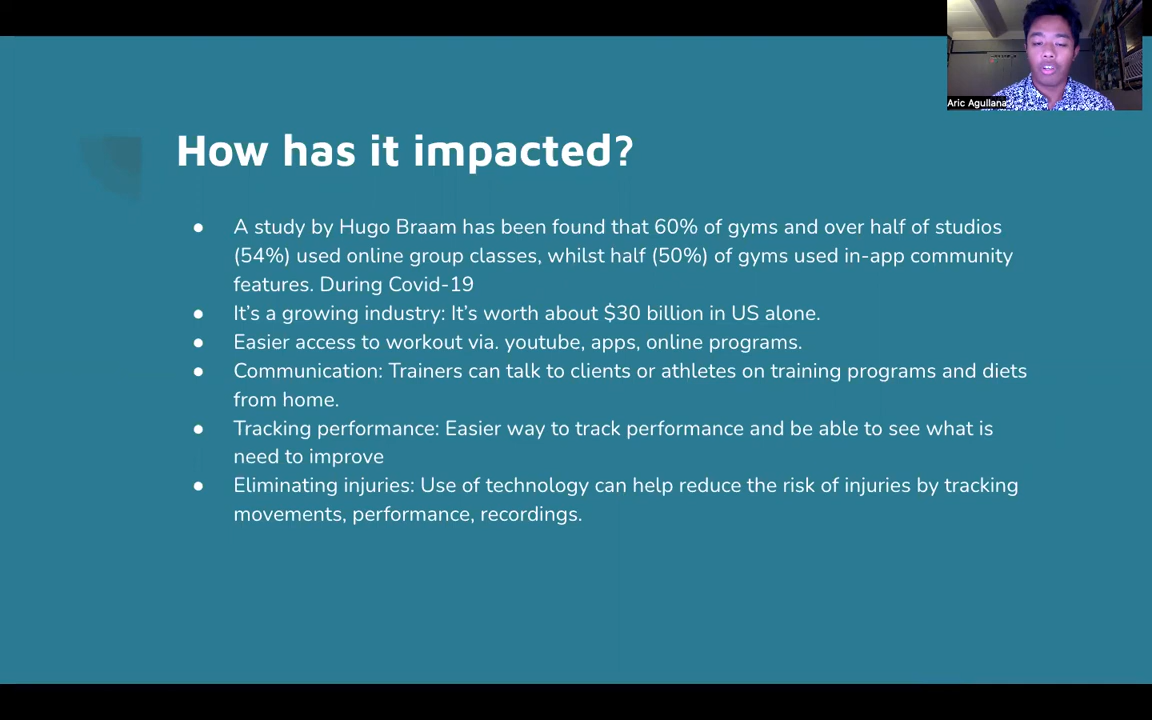 Aric Agullana
How has it impacted?
● A study by Hugo Braam has been found that 60% of gyms and over half of studios
(54%) used online group classes, whilst half (50%) of gyms used in-app community
features. During Covid-19
● It’s a growing industry: It’s worth about $30 billion in US alone.
● Easier access to workout via. youtube, apps, online programs.
● Communication: Trainers can talk to clients or athletes on training programs and diets
from home.
● Tracking performance: Easier way to track performance and be able to see what is
need to improve
● Eliminating injuries: Use of technology can help reduce the risk of injuries by tracking
movements, performance, recordings.